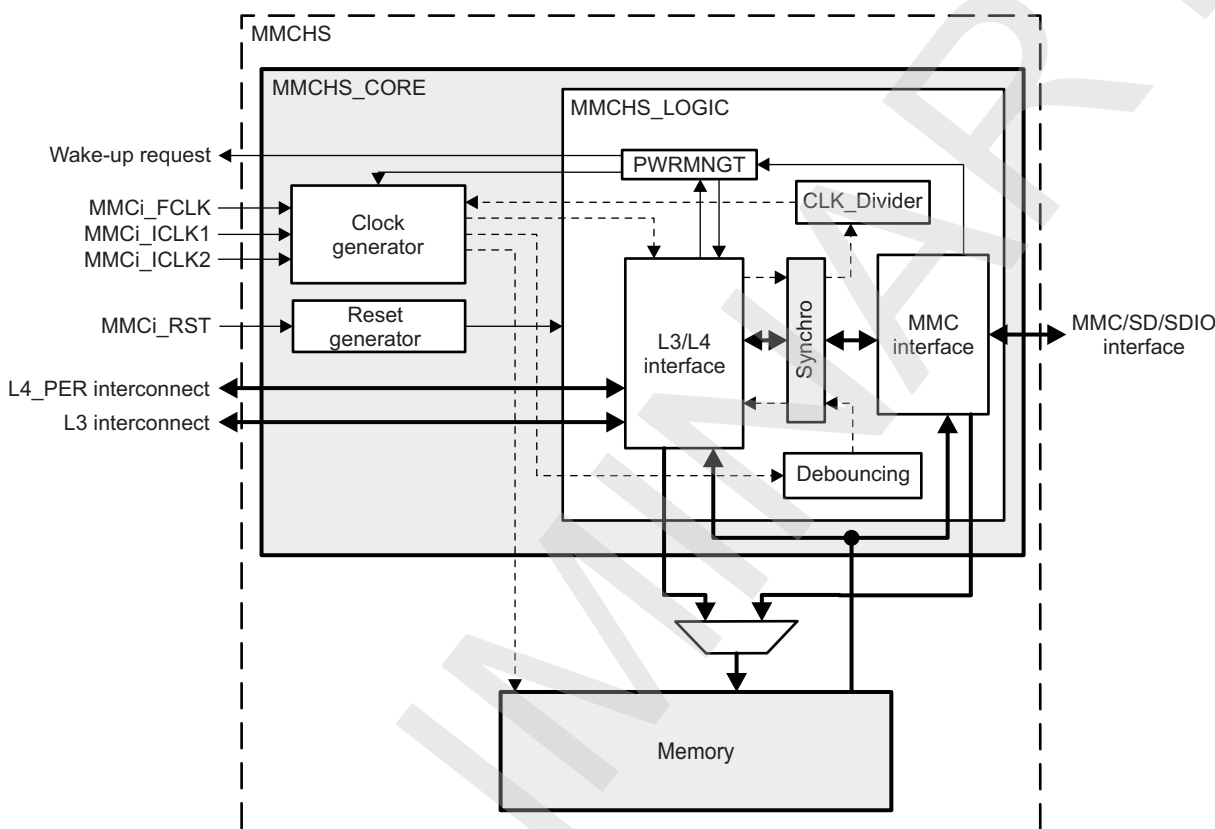 MMCHS
MMCHS_CORE
MMCHS_LOGIC
Wake-up request
PWRMNGT
MMCi_FCLK
MMCi_ICLK1
MMCi_ICLK2
Clock
generator
CLK_Divider
MMCi_RST
Reset
generator
L3/L4
interface
Synchro
MMC
interface
MMC/SD/SDIO
interface
L4_PER interconnect
L3 interconnect
Debouncing
Memory
IMINAR